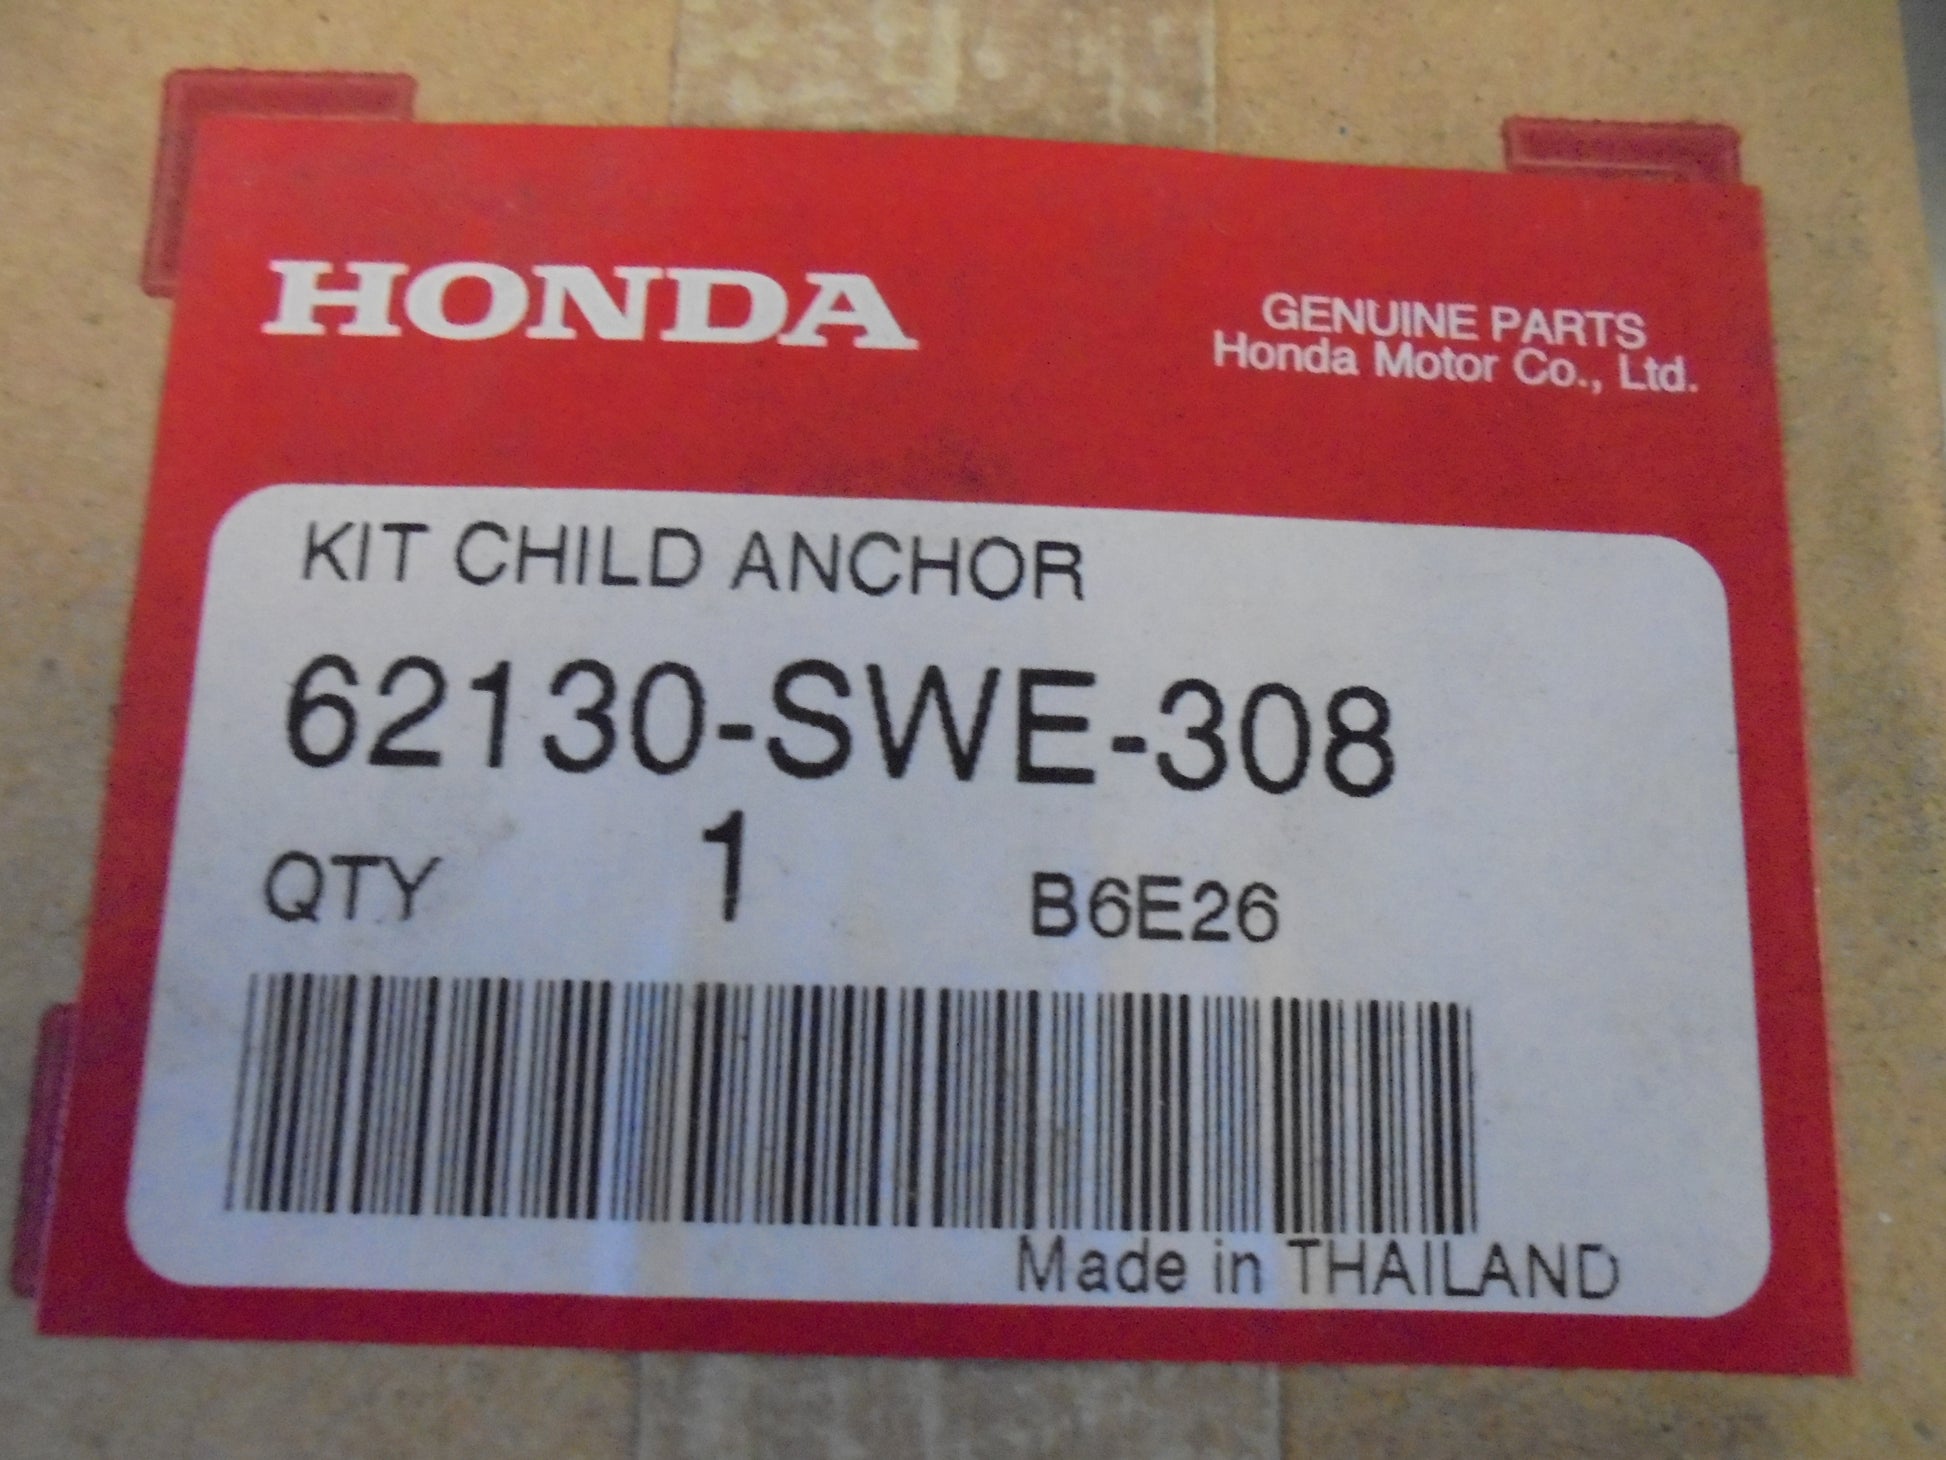 HONDA
GENUINE PARTS
Honda Motor Co., Ltd.
KIT CHILD ANCHOR
62130-SWE-308
QTY 1 B6E26
Made in THAILAND